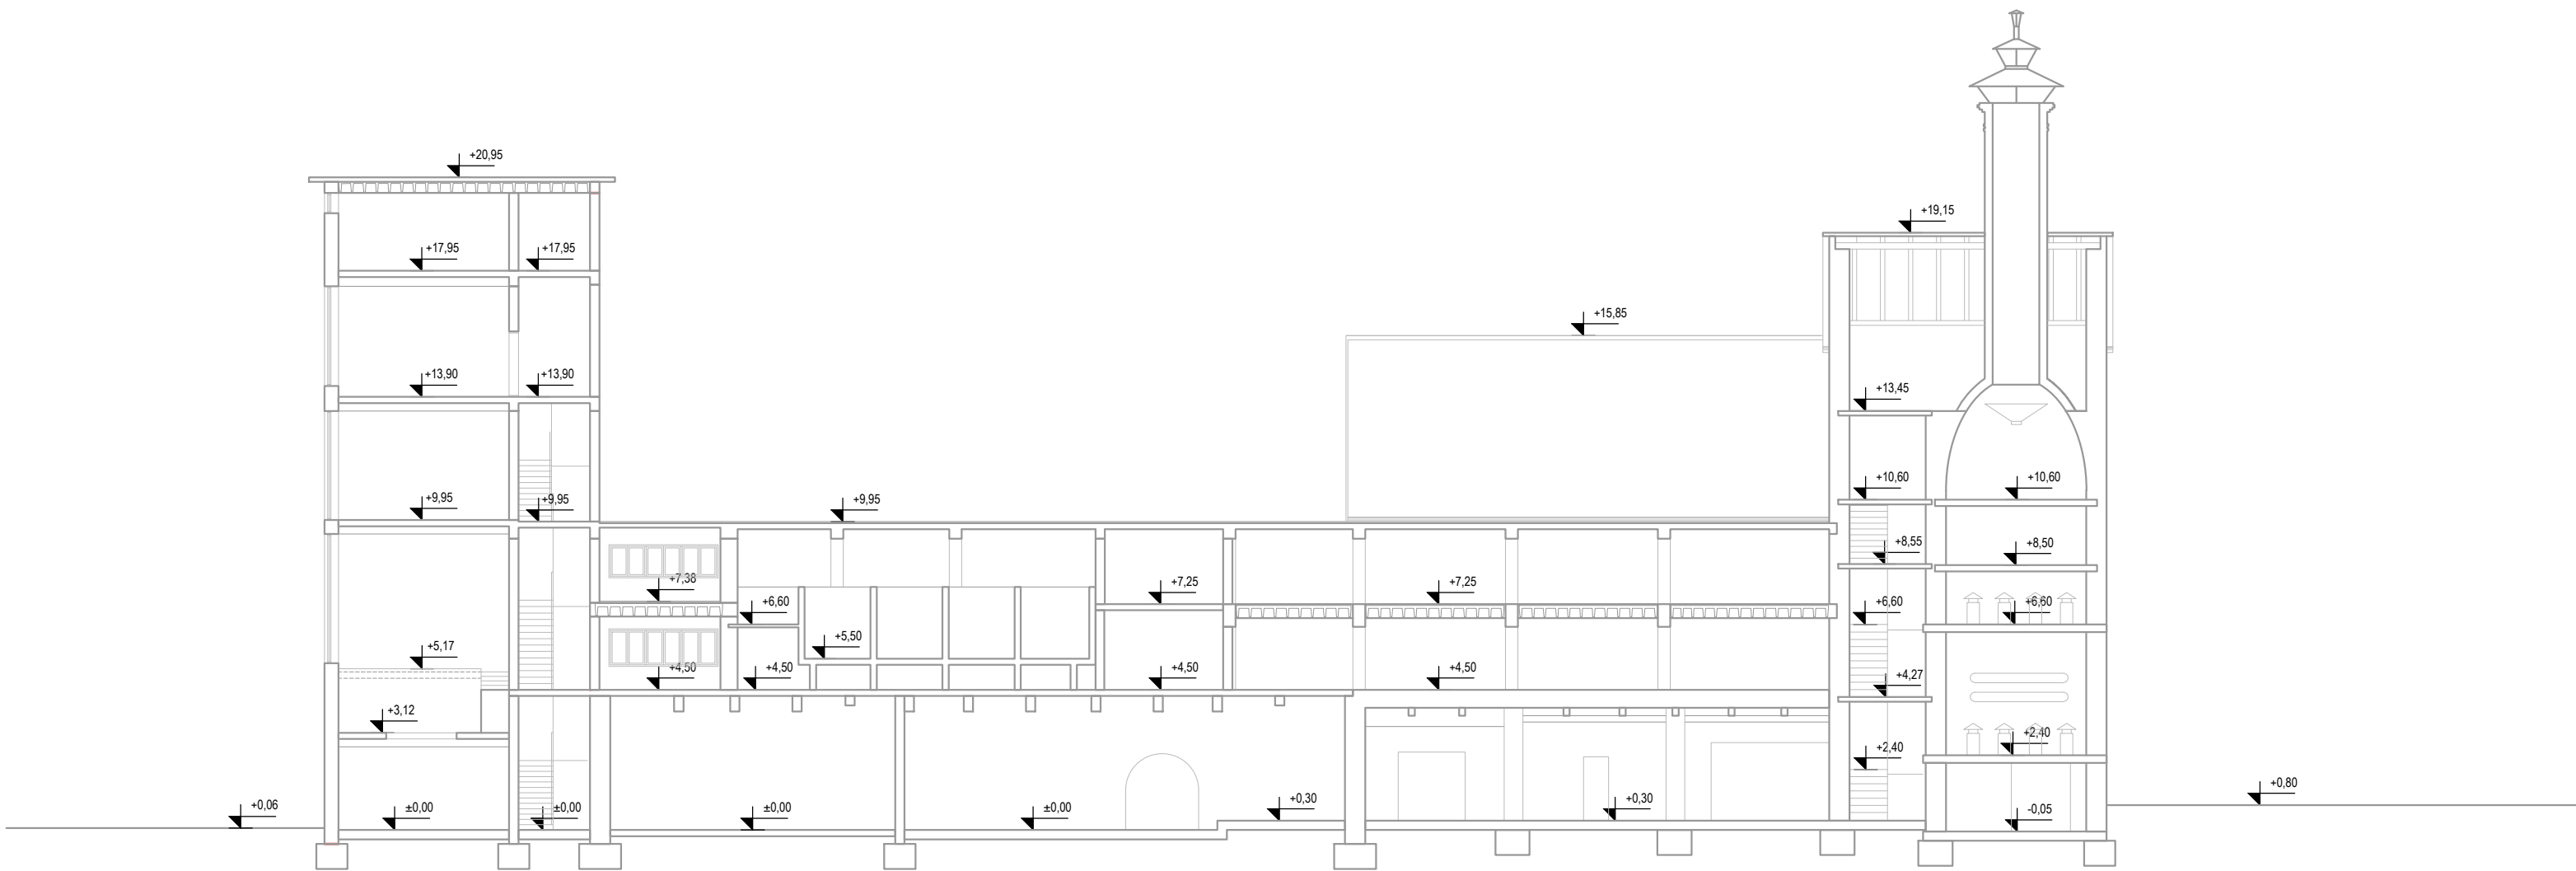 +20,95
+19,15
+17,95 +17,95
+15,85
+13,90 +13,90
+13,45
+10,60 +10,60
+9,95 +9,95 +9,95
+8,55 +8,50
+7,38 +7,25 +7,25
+6,60 +6,60 +6,60
+5,50
+5,17
+4,50 +4,50 +4,50 +4,50
+4,27
+3,12
+2,40 +2,40
+0,06 ±0,00 ±0,00 ±0,00 ±0,00 +0,30 +0,30 -0,05 +0,80